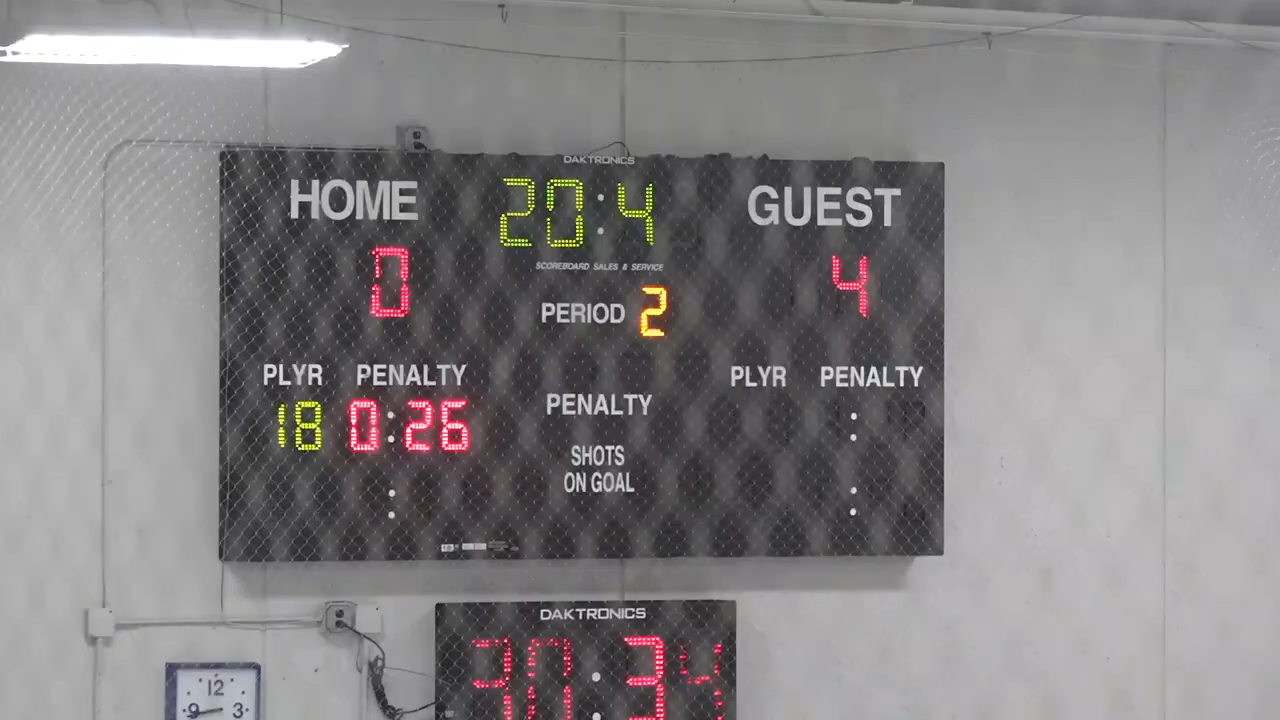 DAKTRONICS
HOME 20:4 GUEST
SCOREBOARD SALES & SERVICE
0 4
PERIOD 2
PLYR PENALTY PLYR PENALTY
18 0:26
PENALTY
SHOTS
ON GOAL
DAKTRONICS
12
9 3